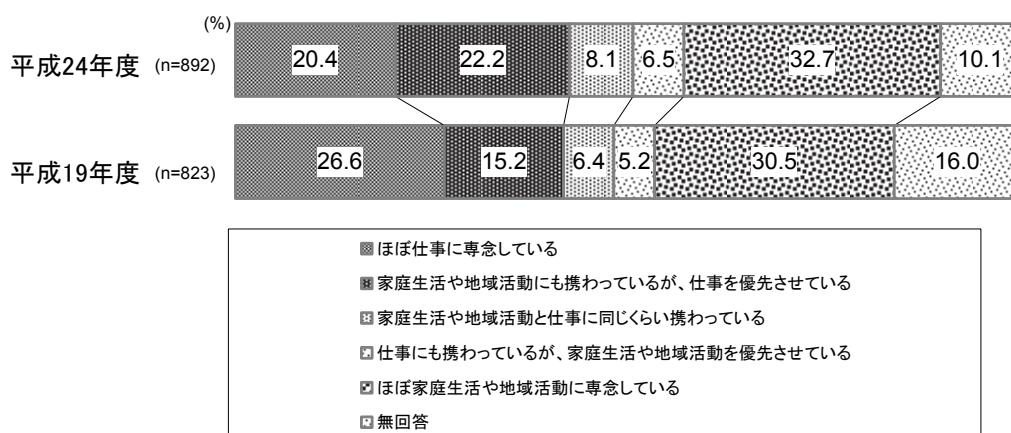 (%)
平成24年度 (n=892) 20.4 22.2 8.1 6.5 32.7 10.1
平成19年度 (n=823) 26.6 15.2 6.4 5.2 30.5 16.0
ほぼ仕事に専念している
家庭生活や地域活動にも携わっているが、仕事を優先させている
家庭生活や地域活動と仕事に同じくらい携わっている
仕事にも携わっているが、家庭生活や地域活動を優先させている
ほぼ家庭生活や地域活動に専念している
無回答